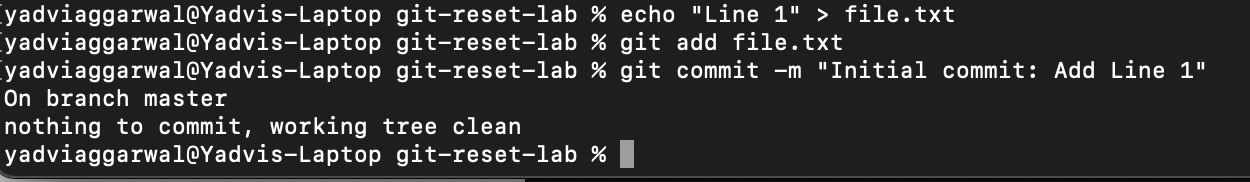 yadviaggarwal@Yadvis-Laptop git-reset-lab % echo "Line 1" > file.txt
yadviaggarwal@Yadvis-Laptop git-reset-lab % git add file.txt
yadviaggarwal@Yadvis-Laptop git-reset-lab % git commit -m "Initial commit: Add Line 1"
On branch master
nothing to commit, working tree clean
yadviaggarwal@Yadvis-Laptop git-reset-lab %